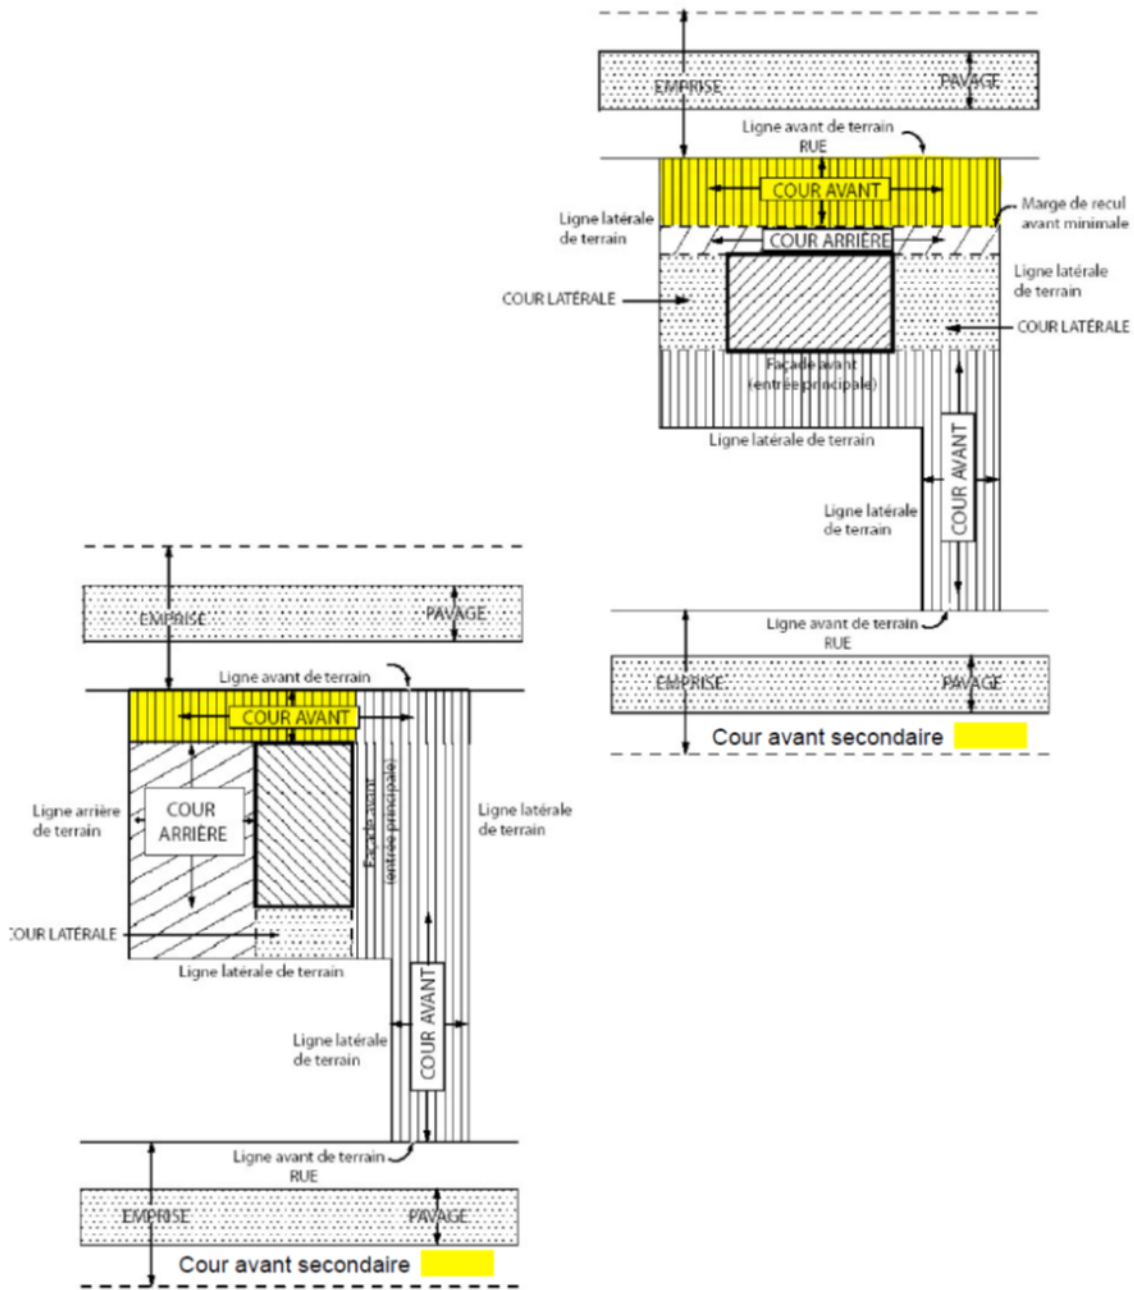 EMPRISE
PAVAGE
Ligne avant de terrain
RUE
COUR AVANT
Marge de recul
avant minimale
Ligne latérale
de terrain
COUR ARRIÈRE
Ligne latérale
de terrain
COUR LATÉRALE
COUR LATÉRALE
Façade avant
(entrée principale)
Ligne latérale de terrain
COUR AVANT
Ligne latérale
de terrain
Ligne avant de terrain
RUE
EMPRISE
PAVAGE
Cour avant secondaire
EMPRISE
PAVAGE
Ligne avant de terrain
COUR AVANT
Ligne arrière
de terrain
COUR
ARRIÈRE
Façade avant
(entrée principale)
Ligne latérale
de terrain
COUR LATÉRALE
Ligne latérale de terrain
COUR AVANT
Ligne latérale
de terrain
Ligne avant de terrain
RUE
EMPRISE
PAVAGE
Cour avant secondaire